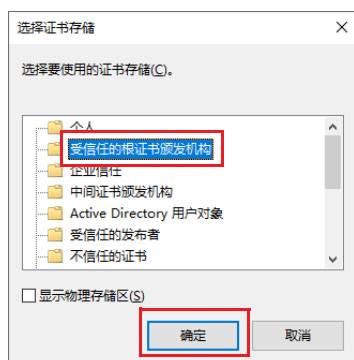 选择证书存储
选择要使用的证书存储(C)。
个人
受信任的根证书颁发机构
企业信任
中间证书颁发机构
Active Directory 用户对象
受信任的发布者
不信任的证书
显示物理存储区(S)
确定
取消